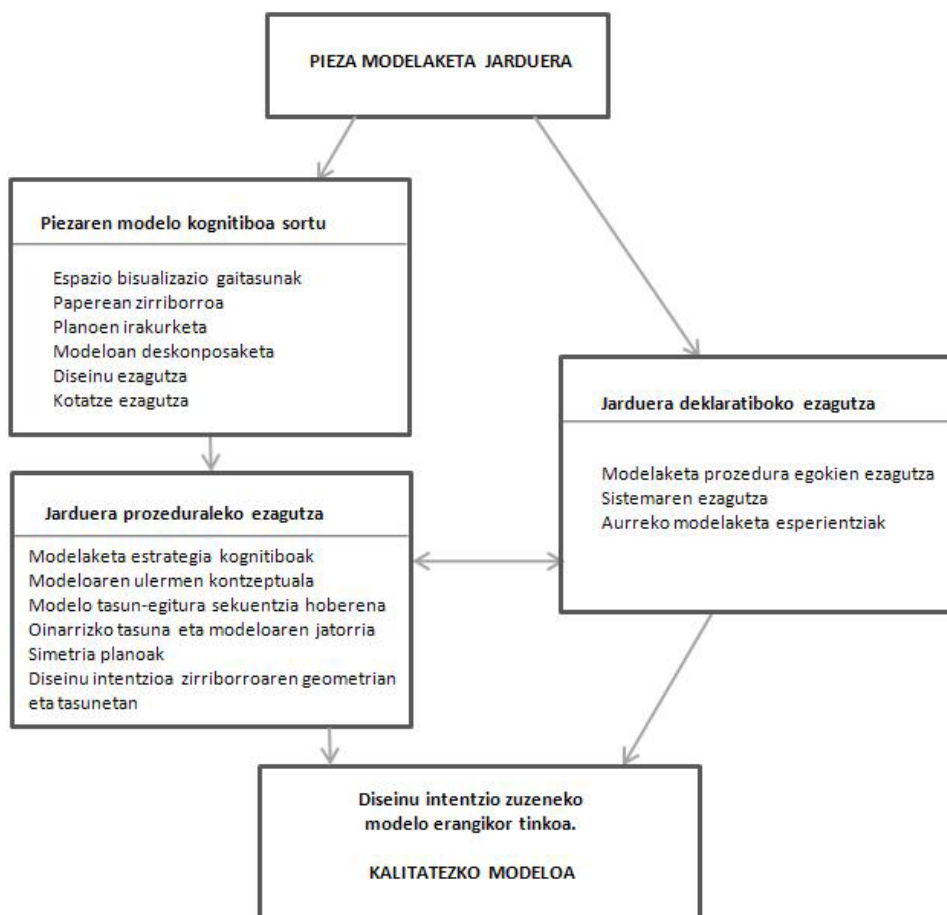 PIEZA MODELAKETA JARDUERA
Piezaren modelo kognitiboa sortu
Espazio bisualizazio gaitasunak
Paperean zirriborroa
Planoen irakurketa
Modeloan deskonposaketa
Diseinu ezagutza
Kotatze ezagutza
Jarduera deklaratiboko ezagutza
Modelaketa prozedura egokien ezagutza
Sistemaren ezagutza
Aurreko modelaketa esperientziak
Jarduera prozeduraleko ezagutza
Modelaketa estrategia kognitiboak
Modeloaren ulermen kontzeptuala
Modelo tasun-egitura sekuentzia hoberena
Oinarrizko tasuna eta modeloaren jatorria
Simetria planoak
Diseinu intentzioa zirriborroaren geometrian
eta tasunetan
Diseinu intentzio zuzeneko
modelo erangikor tinkoa.
KALITATEZKO MODELOA